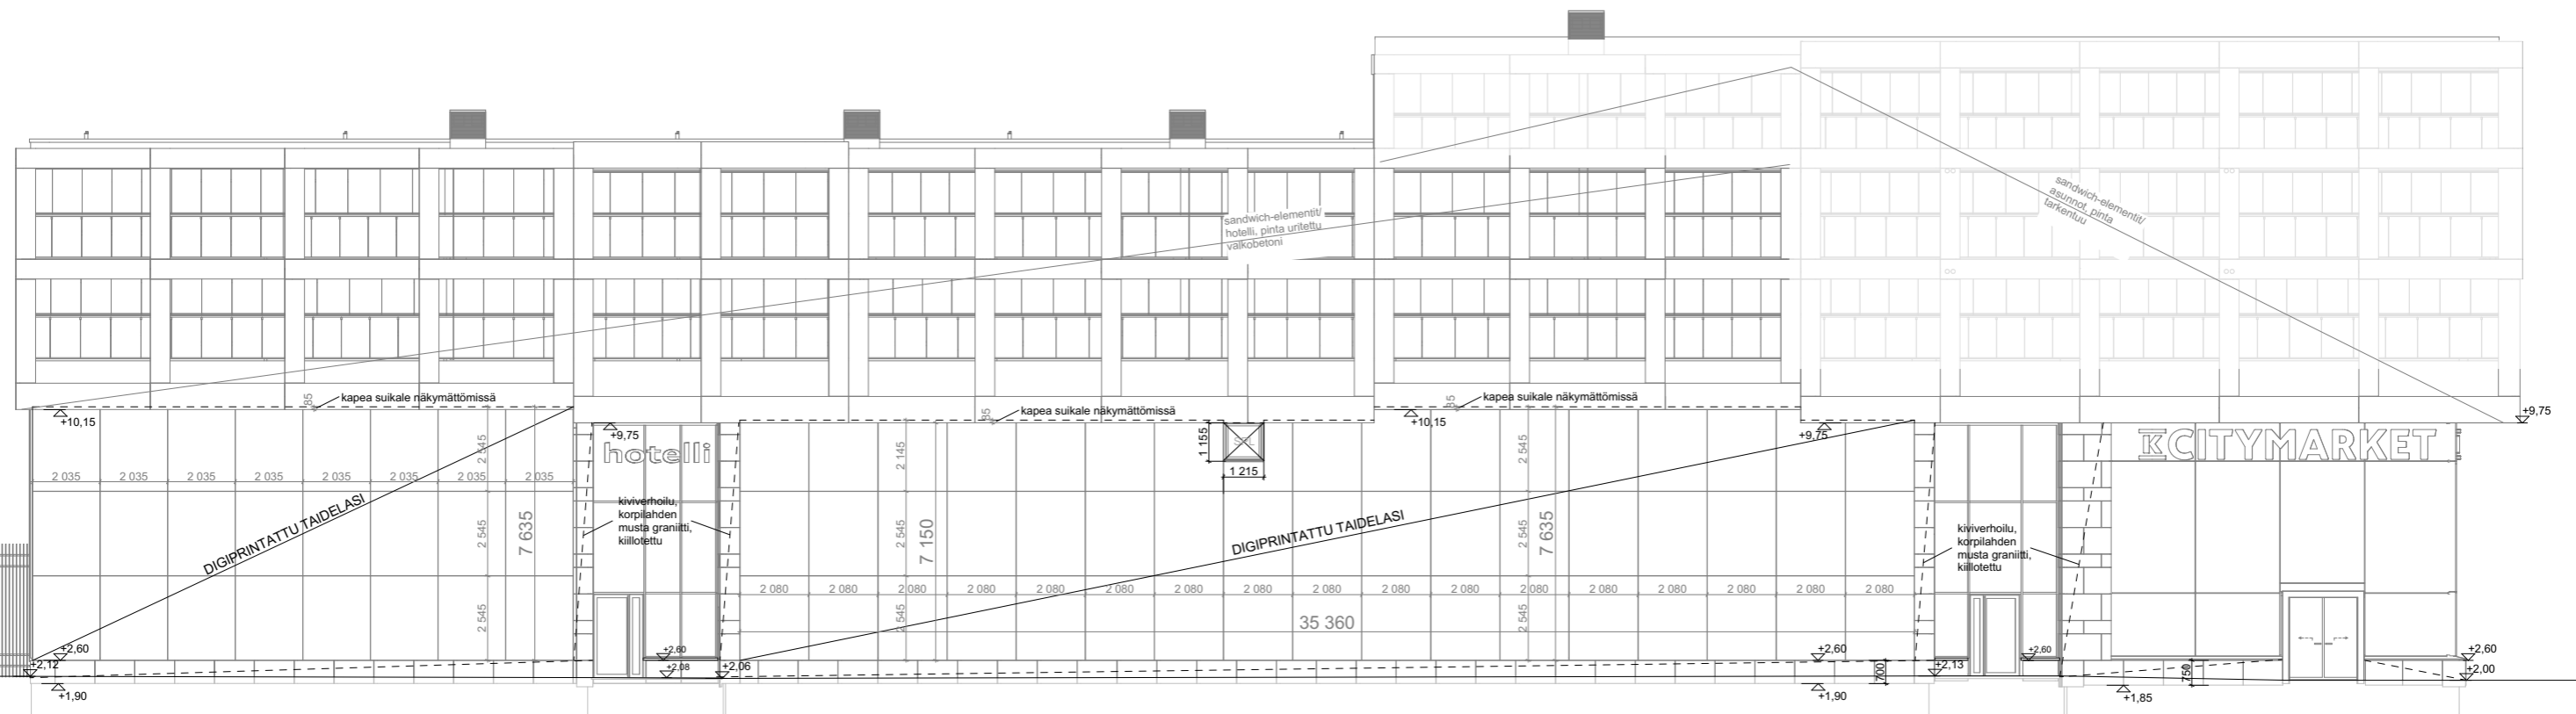 sandwich-elementit/
hotelli, pinta uritettu
valkobetoni
sandwich-elementit/
asunnot, pinta
tarkentuu
85
kapea suikale näkymättömissä
+10,15
85
kapea suikale näkymättömissä
85
kapea suikale näkymättömissä
+10,15
+9,75
+9,75
+9,75
hotelli
1 155
1 215
K CITYMARKET
2 545
2 145
2 545
2 035 2 035 2 035 2 035 2 035 2 035 2 035 2 035
DIGIPRINTATTU TAIDELASI
2 545
7 635
kiviverhoilu,
korpilahden
musta graniitti,
kiillotettu
2 545
7 150
DIGIPRINTATTU TAIDELASI
2 545
7 635
kiviverhoilu,
korpilahden
musta graniitti,
kiillotettu
2 545
2 545
2 545
2 080 2 080 2 080 2 080 2 080 2 080 2 080 2 080 2 080 2 080 2 080 2 080 2 080 2 080 2 080 2 080 2 080
35 360
+2,60
+2,12
+1,90
+2,60
+2,08
+2,06
+2,60
700
+1,90
+2,13
+2,60
750
+1,85
+2,60
+2,00